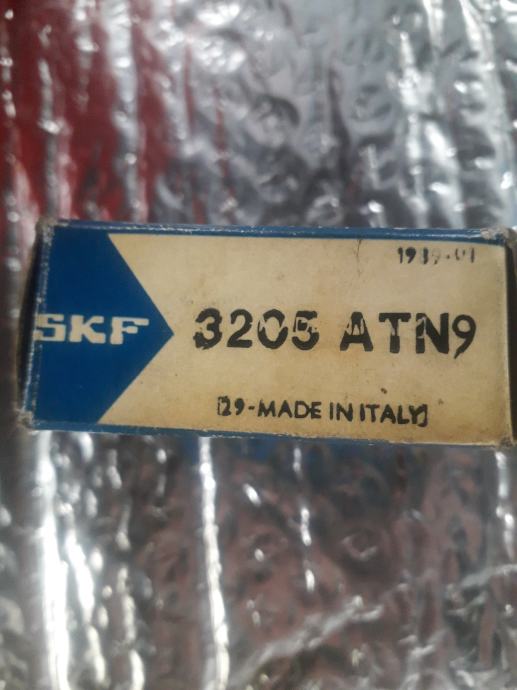 SKF
3205 ATN9
[29-MADE IN ITALY]